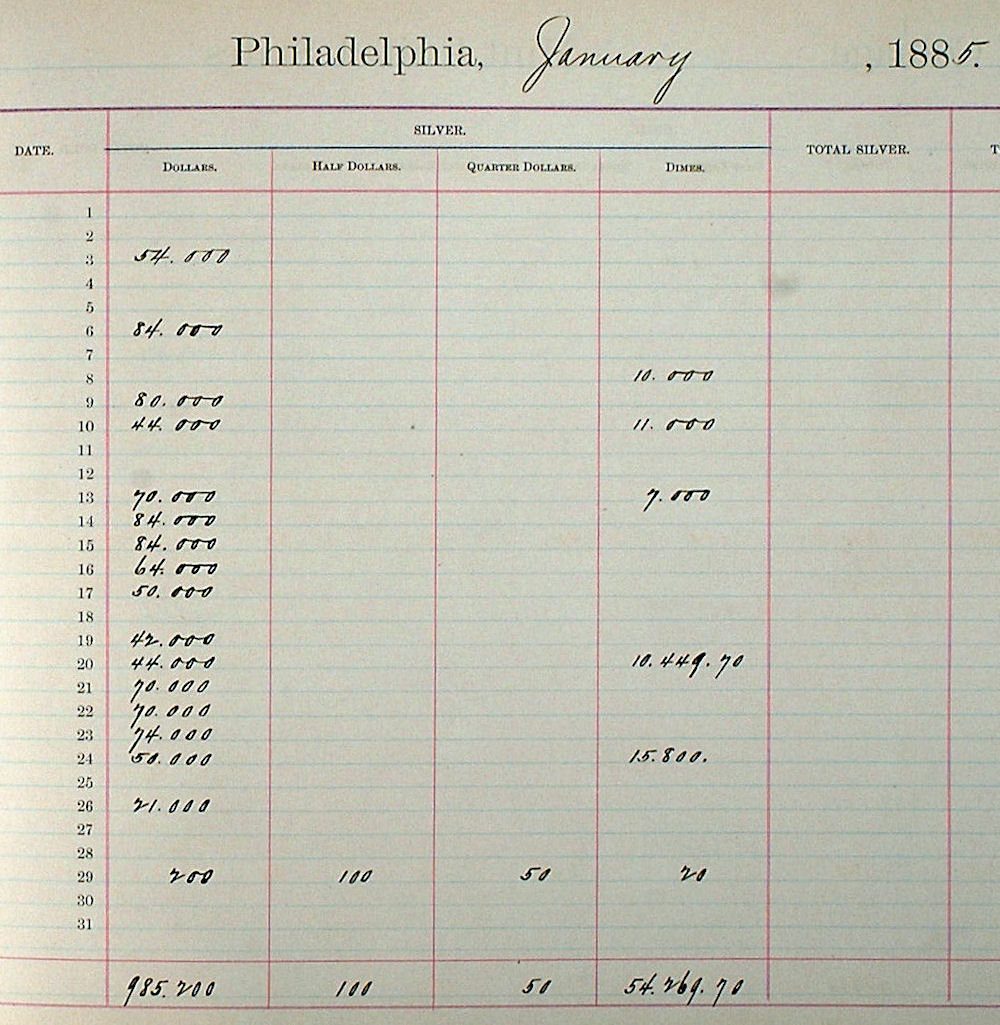 Philadelphia, January, 1885.
SILVER.
DATE. TOTAL SILVER. T
DOLLARS. HALF DOLLARS. QUARTER DOLLARS. DIMES.
1
2
3 54.000
4
5
6 84.000
7
8 10.000
9 80.000
10 44.000 11.000
11
12
13 70.000 7.000
14 84.000
15 84.000
16 64.000
17 50.000
18
19 42.000
20 44.000 10.449.70
21 70.000
22 70.000
23 74.000
24 50.000 15.800.
25
26 21.000
27
28
29 200 100 50 20
30
31
985.200 100 50 54.269.70